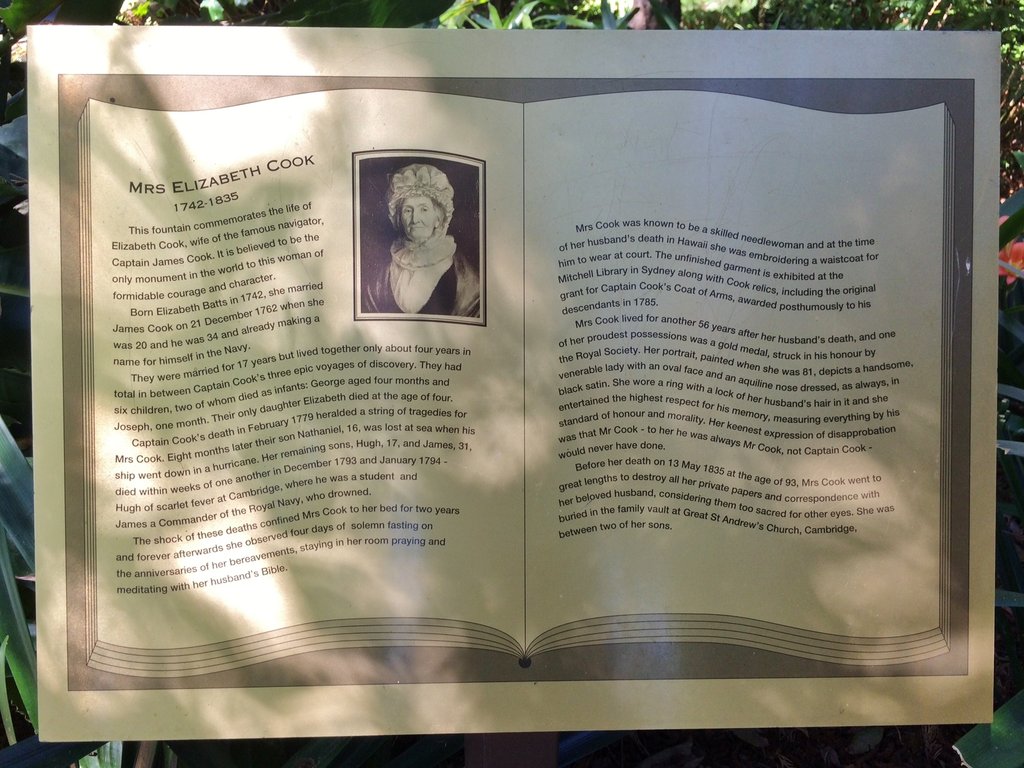 MRS ELIZABETH COOK
1742-1835
This fountain commemorates the life of
Elizabeth Cook, wife of the famous navigator,
Captain James Cook. It is believed to be the
only monument in the world to this woman of
formidable courage and character.
Born Elizabeth Batts in 1742, she married
James Cook on 21 December 1762 when she
was 20 and he was 34 and already making a
name for himself in the Navy.
They were married for 17 years but lived together only about four years in
total in between Captain Cook's three epic voyages of discovery. They had
six children, two of whom died as infants: George aged four months and
Joseph, one month. Their only daughter Elizabeth died at the age of four.
Captain Cook's death in February 1779 heralded a string of tragedies for
Mrs Cook. Eight months later their son Nathaniel, 16, was lost at sea when his
ship went down in a hurricane. Her remaining sons, Hugh, 17, and James, 31,
died within weeks of one another in December 1793 and January 1794 -
Hugh of scarlet fever at Cambridge, where he was a student and
James a Commander of the Royal Navy, who drowned.
The shock of these deaths confined Mrs Cook to her bed for two years
and forever afterwards she observed four days of solemn fasting on
the anniversaries of her bereavements, staying in her room praying and
meditating with her husband's Bible.
Mrs Cook was known to be a skilled needlewoman and at the time
of her husband's death in Hawaii she was embroidering a waistcoat for
him to wear at court. The unfinished garment is exhibited at the
Mitchell Library in Sydney along with Cook relics, including the original
grant for Captain Cook's Coat of Arms, awarded posthumously to his
descendants in 1785.
Mrs Cook lived for another 56 years after her husband's death, and one
of her proudest possessions was a gold medal, struck in his honour by
the Royal Society. Her portrait, painted when she was 81, depicts a handsome,
venerable lady with an oval face and an aquiline nose dressed, as always, in
black satin. She wore a ring with a lock of her husband's hair in it and she
entertained the highest respect for his memory, measuring everything by his
standard of honour and morality. Her keenest expression of disapprobation
was that Mr Cook - to her he was always Mr Cook, not Captain Cook -
would never have done.
Before her death on 13 May 1835 at the age of 93, Mrs Cook went to
great lengths to destroy all her private papers and correspondence with
her beloved husband, considering them too sacred for other eyes. She was
buried in the family vault at Great St Andrew's Church, Cambridge,
between two of her sons.